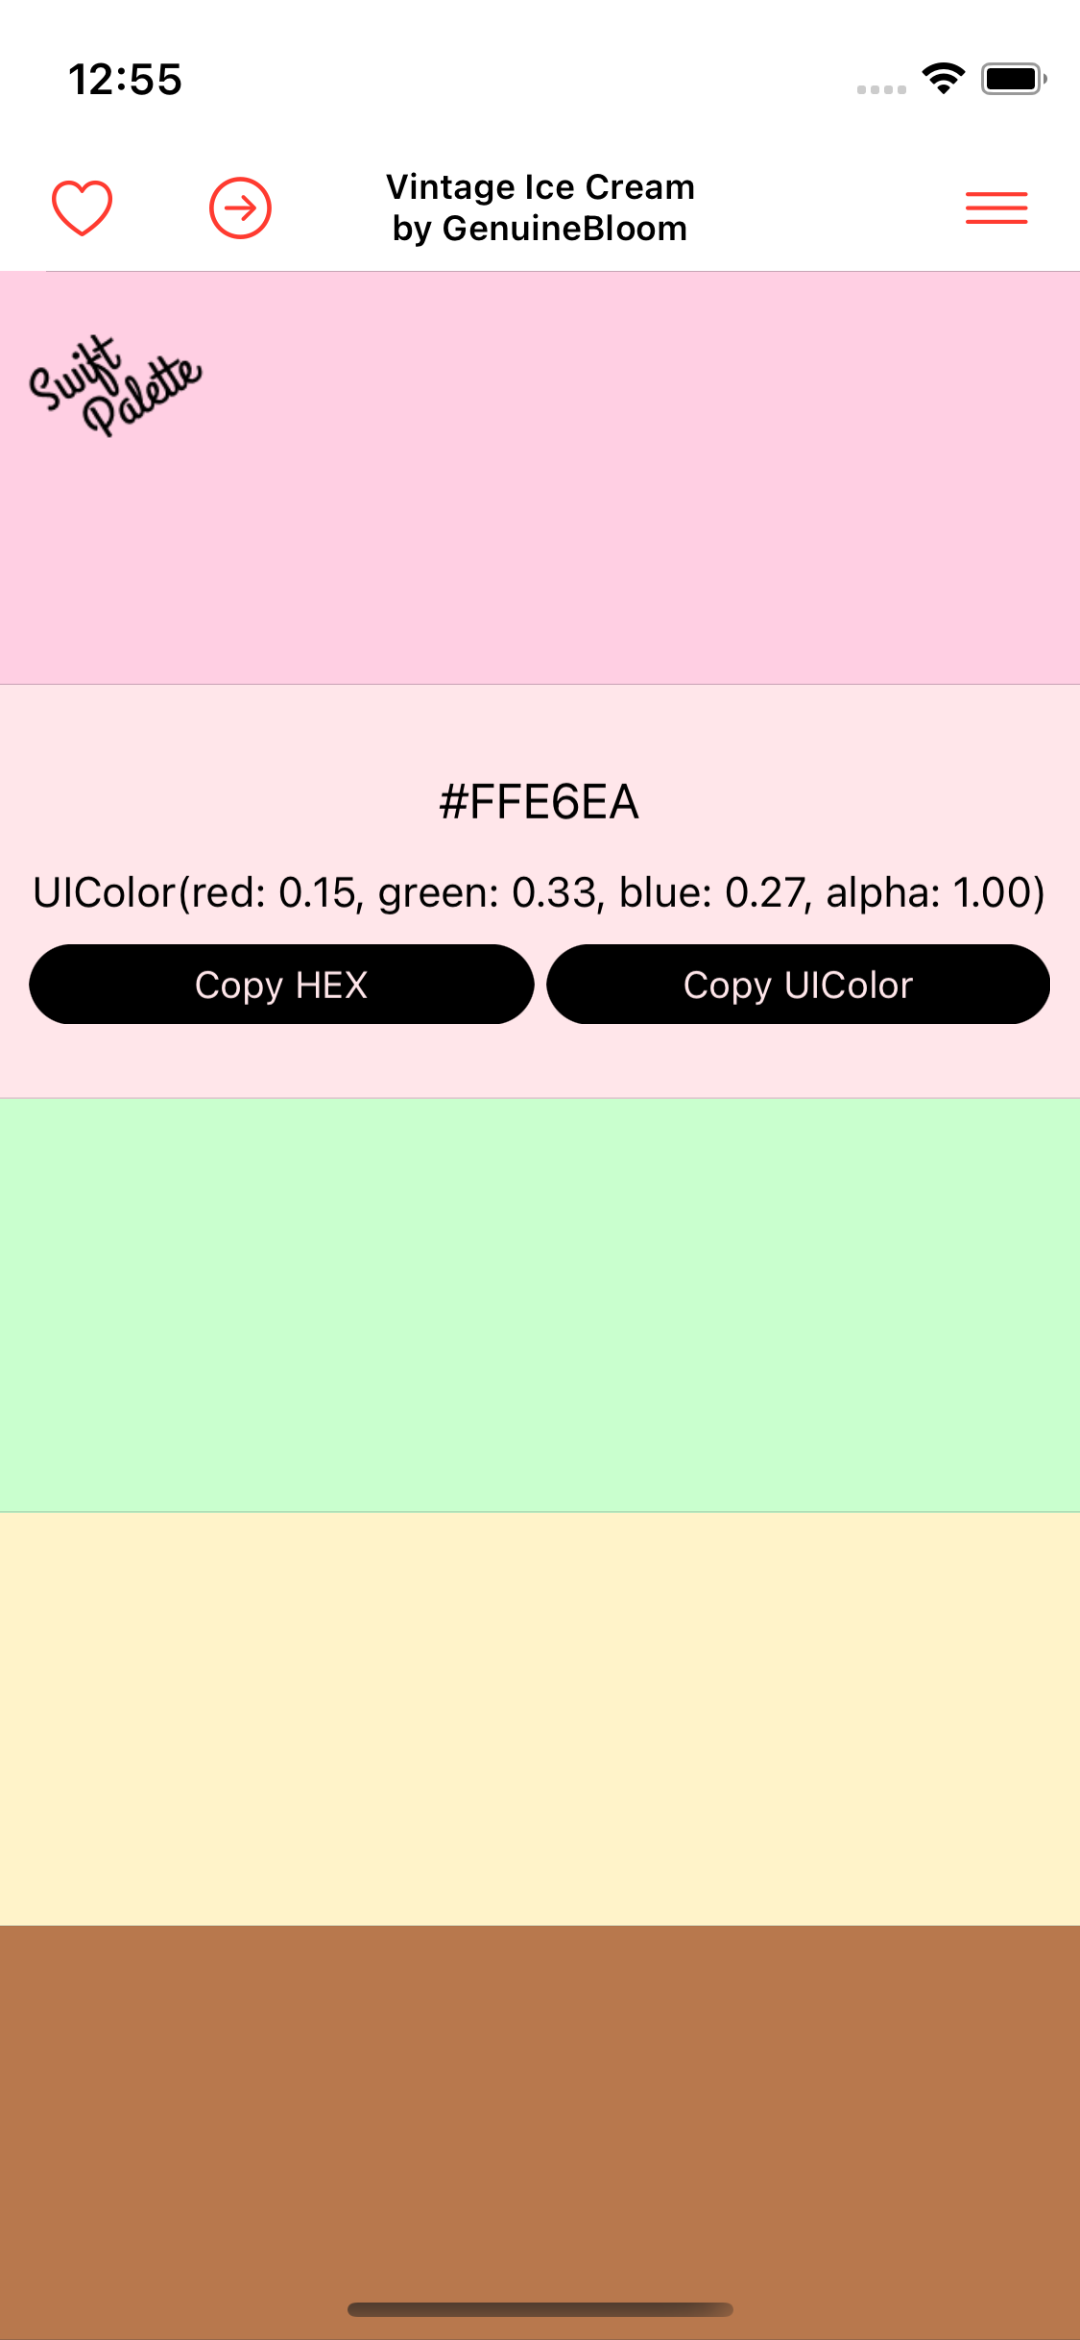 12:55
Vintage Ice Cream
by GenuineBloom
Swift
Palette
#FFE6EA
UIColor(red: 0.15, green: 0.33, blue: 0.27, alpha: 1.00)
Copy HEX
Copy UIColor